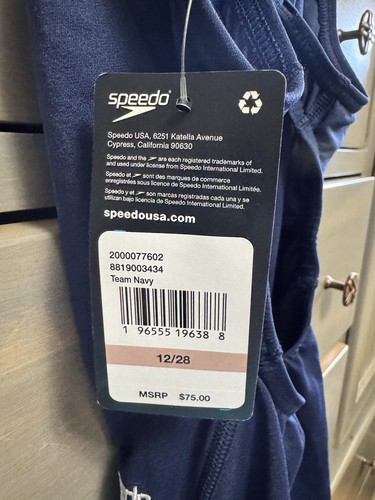 speedo
Speedo USA, 6251 Katella Avenue
Cypress, California 90630
Speedo and the are each registered trademarks of
and used under license from Speedo International Limited.
Speedo et sont des marques de commerce
enregistrées sous licence de Speedo International Limitée.
Speedo y el son marcas registradas cada una y se
utilizan bajo licencia de Speedo International Limited.
speedousa.com
2000077602
8819003434
Team Navy
1 96555 19638 8
12/28
MSRP $75.00